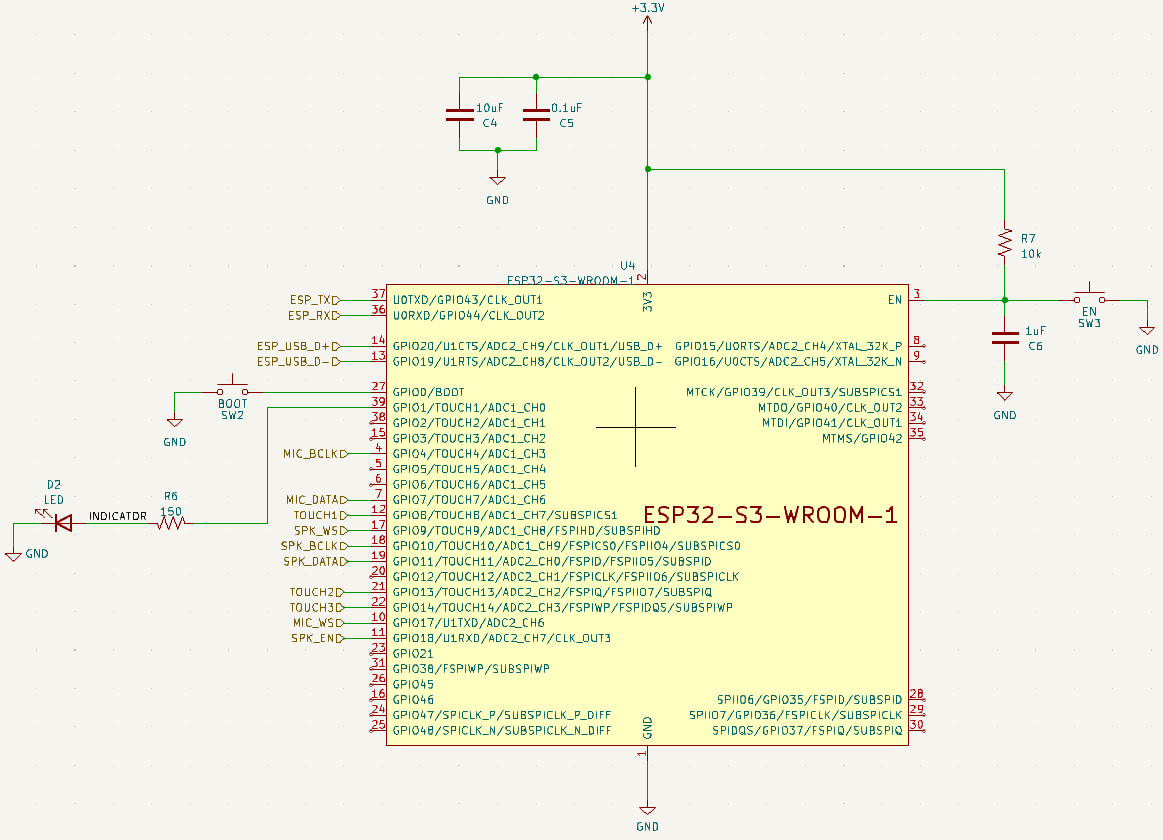 +3.3V
10uF
C4
0.1uF
C5
GND
R7
10k
U4
ESP32-S3-WROOM-1
2
3V3
ESP_TX 37 U0TXD/GPIO43/CLK_OUT1
EN 3
ESP_RX 36 U0RXD/GPIO44/CLK_OUT2
EN
SW3
GND
1uF
C6
GND
ESP_USB_D+ 14 GPIO20/U1CTS/ADC2_CH9/CLK_OUT1/USB_D+
GPIO15/U0RTS/ADC2_CH4/XTAL_32K_P 8
ESP_USB_D- 13 GPIO19/U1RTS/ADC2_CH8/CLK_OUT2/USB_D-
GPIO16/U0CTS/ADC2_CH5/XTAL_32K_N 9
27 GPIO0/BOOT
MTCK/GPIO39/CLK_OUT3/SUBSPICS1 32
BOOT
SW2
GND
39 GPIO1/TOUCH1/ADC1_CH0
MTDO/GPIO40/CLK_OUT2 33
38 GPIO2/TOUCH2/ADC1_CH1
MTDI/GPIO41/CLK_OUT1 34
15 GPIO3/TOUCH3/ADC1_CH2
MTMS/GPIO42 35
MIC_BCLK 4 GPIO4/TOUCH4/ADC1_CH3
5 GPIO5/TOUCH5/ADC1_CH4
6 GPIO6/TOUCH6/ADC1_CH5
MIC_DATA 7 GPIO7/TOUCH7/ADC1_CH6
TOUCH1 12 GPIO8/TOUCH8/ADC1_CH7/SUBSPICS1
ESP32-S3-WROOM-1
SPK_WS 17 GPIO9/TOUCH9/ADC1_CH8/FSPIHD/SUBSPIHD
SPK_BCLK 18 GPIO10/TOUCH10/ADC1_CH9/FSPICS0/FSPIIO4/SUBSPICS0
SPK_DATA 19 GPIO11/TOUCH11/ADC2_CH0/FSPID/FSPIIO5/SUBSPID
20 GPIO12/TOUCH12/ADC2_CH1/FSPICLK/FSPIIO6/SUBSPICLK
TOUCH2 21 GPIO13/TOUCH13/ADC2_CH2/FSPIQ/FSPIIO7/SUBSPIQ
TOUCH3 22 GPIO14/TOUCH14/ADC2_CH3/FSPIWP/FSPIDQS/SUBSPIWP
MIC_WS 10 GPIO17/U1TXD/ADC2_CH6
SPK_EN 11 GPIO18/U1RXD/ADC2_CH7/CLK_OUT3
23 GPIO21
31 GPIO38/FSPIWP/SUBSPIWP
26 GPIO45
16 GPIO46
SPIIO6/GPIO35/FSPID/SUBSPID 28
24 GPIO47/SPICLK_P/SUBSPICLK_P_DIFF
SPIIO7/GPIO36/FSPICLK/SUBSPICLK 29
25 GPIO48/SPICLK_N/SUBSPICLK_N_DIFF
SPIDQS/GPIO37/FSPIQ/SUBSPIQ 30
D2
LED
INDICATOR
R6
150
GND
GND
1
GND